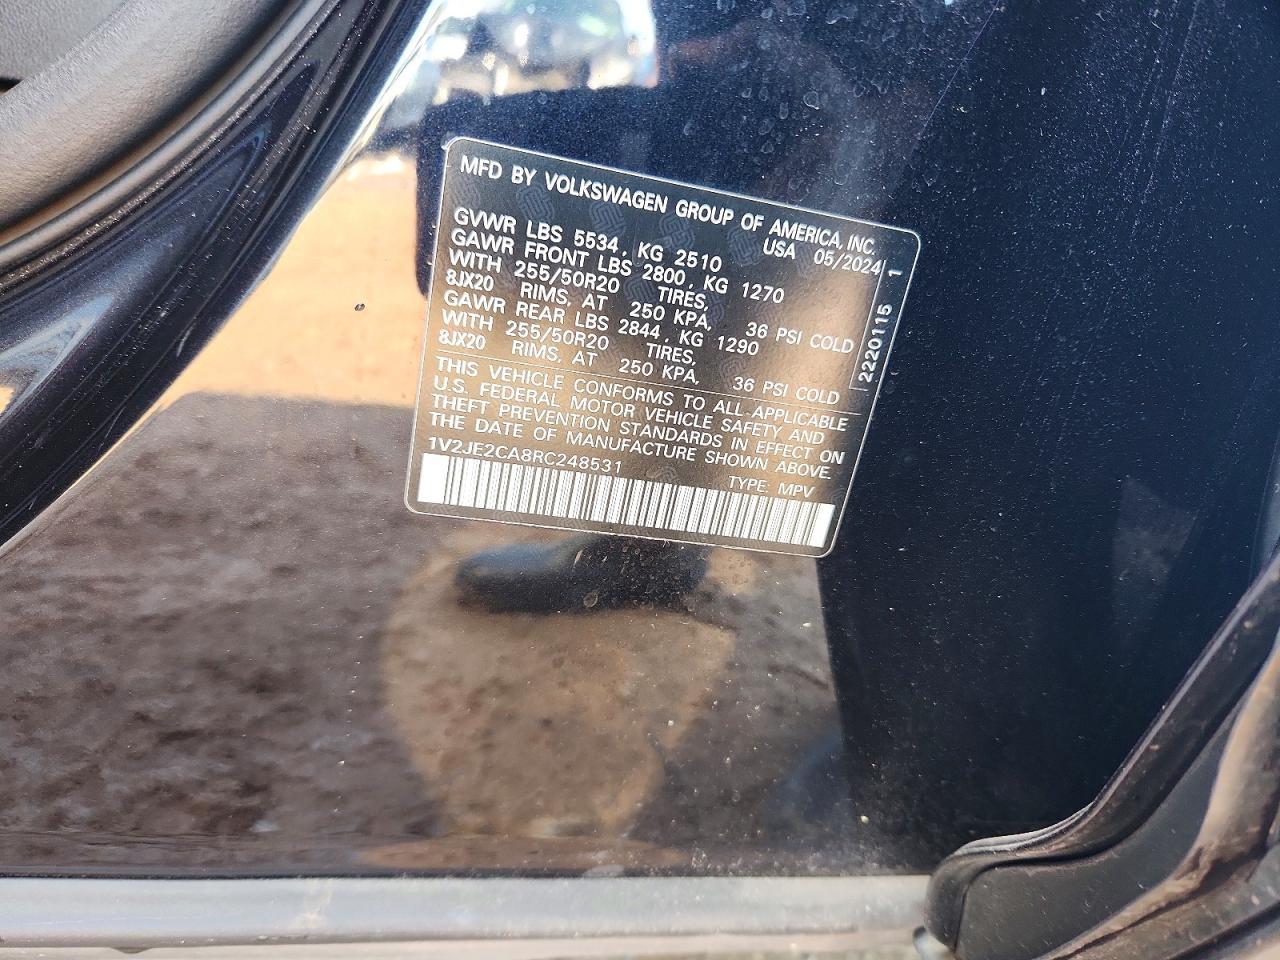 MFD BY VOLKSWAGEN GROUP OF AMERICA, INC.
USA 05/2024
GVWR LBS 5534, KG 2510
GAWR FRONT LBS 2800, KG 1270
WITH 255/50R20 TIRES,
8JX20 RIMS, AT 250 KPA, 36 PSI COLD
GAWR REAR LBS 2844, KG 1290
WITH 255/50R20 TIRES,
8JX20 RIMS, AT 250 KPA, 36 PSI COLD
THIS VEHICLE CONFORMS TO ALL APPLICABLE
U.S. FEDERAL MOTOR VEHICLE SAFETY AND
THEFT PREVENTION STANDARDS IN EFFECT ON
THE DATE OF MANUFACTURE SHOWN ABOVE.
1V2JE2CA8RC248531
TYPE: MPV
2220115 1